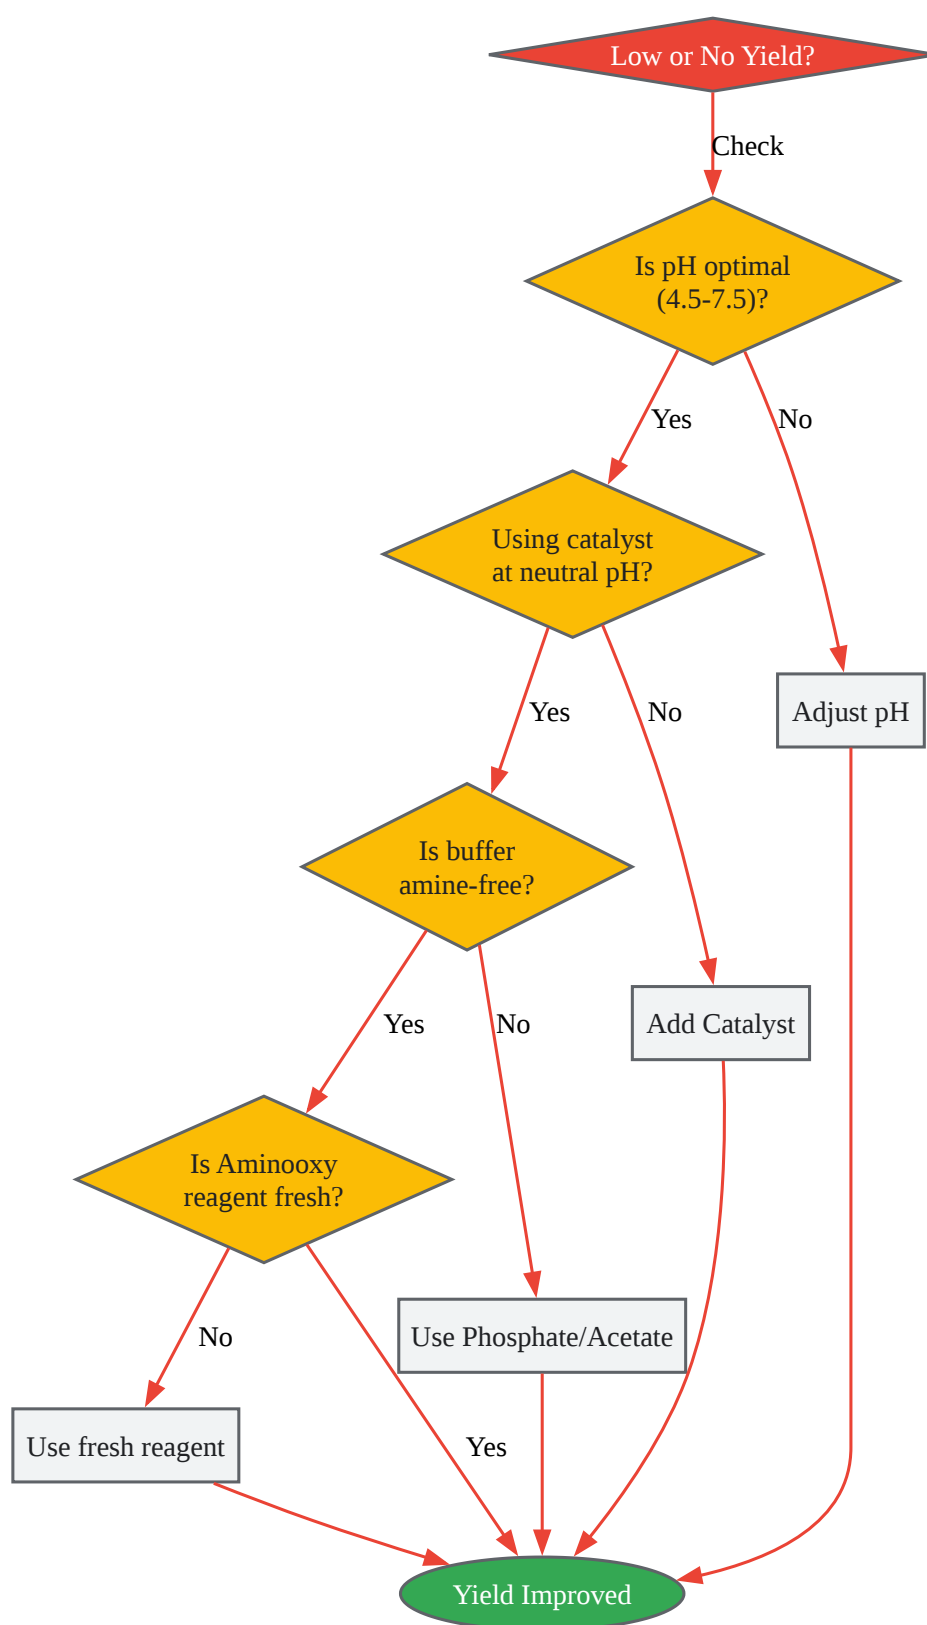 Low or No Yield?
Check
Is pH optimal
(4.5-7.5)?
Yes
No
Using catalyst
at neutral pH?
Yes
No
Adjust pH
Is buffer
amine-free?
Yes
No
Add Catalyst
Is Aminooxy
reagent fresh?
No
Use Phosphate/Acetate
Use fresh reagent
Yes
Yield Improved